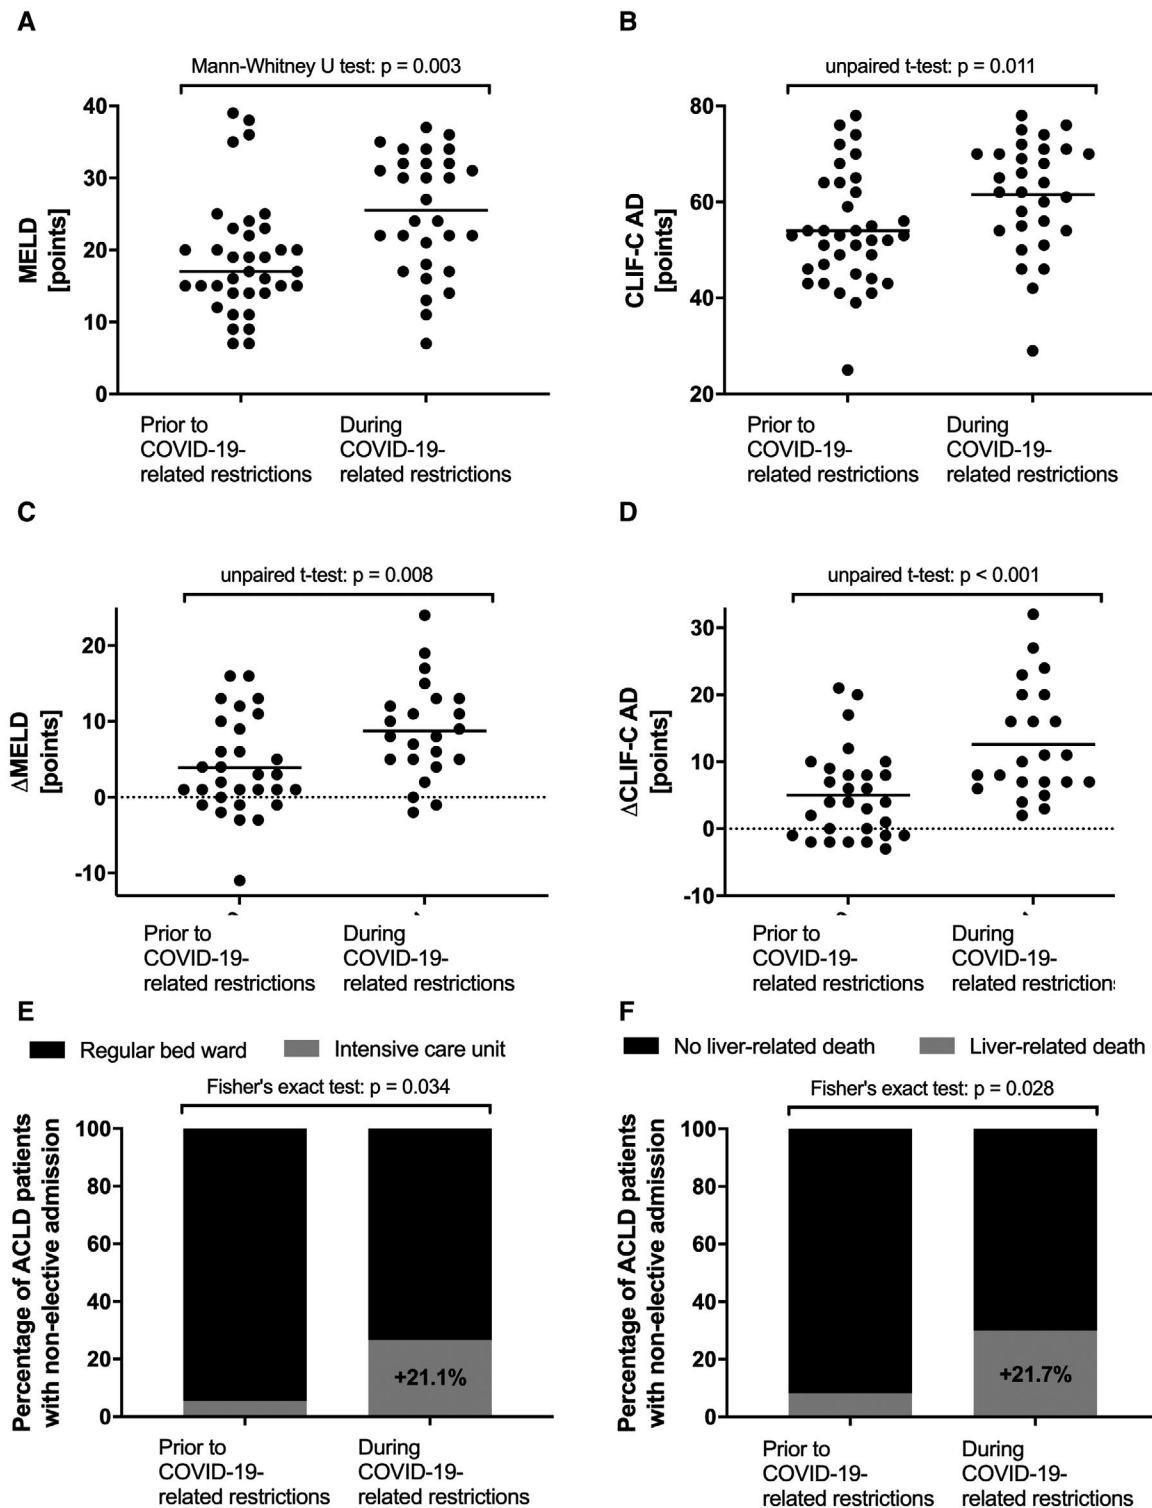 A
Mann-Whitney U test: p = 0.003
MELD
[points]
40
30
20
10
0
Prior to
COVID-19-
related restrictions
During
COVID-19-
related restrictions
B
unpaired t-test: p = 0.011
CLIF-C AD
[points]
80
60
40
20
Prior to
COVID-19-
related restrictions
During
COVID-19-
related restrictions
C
unpaired t-test: p = 0.008
ΔMELD
[points]
20
10
0
-10
Prior to
COVID-19-
related restrictions
During
COVID-19-
related restrictions
D
unpaired t-test: p < 0.001
ΔCLIF-C AD
[points]
30
20
10
0
-10
Prior to
COVID-19-
related restrictions
During
COVID-19-
related restrictions
E
Regular bed ward
Intensive care unit
Fisher's exact test: p = 0.034
Percentage of ACLD patients
with non-elective admission
100
80
60
40
20
0
+21.1%
Prior to
COVID-19-
related restrictions
During
COVID-19-
related restrictions
F
No liver-related death
Liver-related death
Fisher's exact test: p = 0.028
Percentage of ACLD patients
with non-elective admission
100
80
60
40
20
0
+21.7%
Prior to
COVID-19-
related restrictions
During
COVID-19-
related restrictions